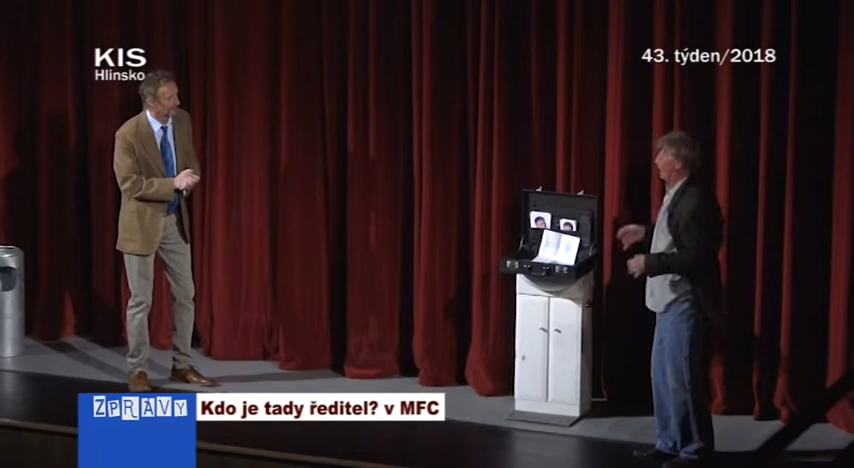 KIS
Hlinsko
43. týden/2018
ZPRÁVY
Kdo je tady ředitel? v MFC